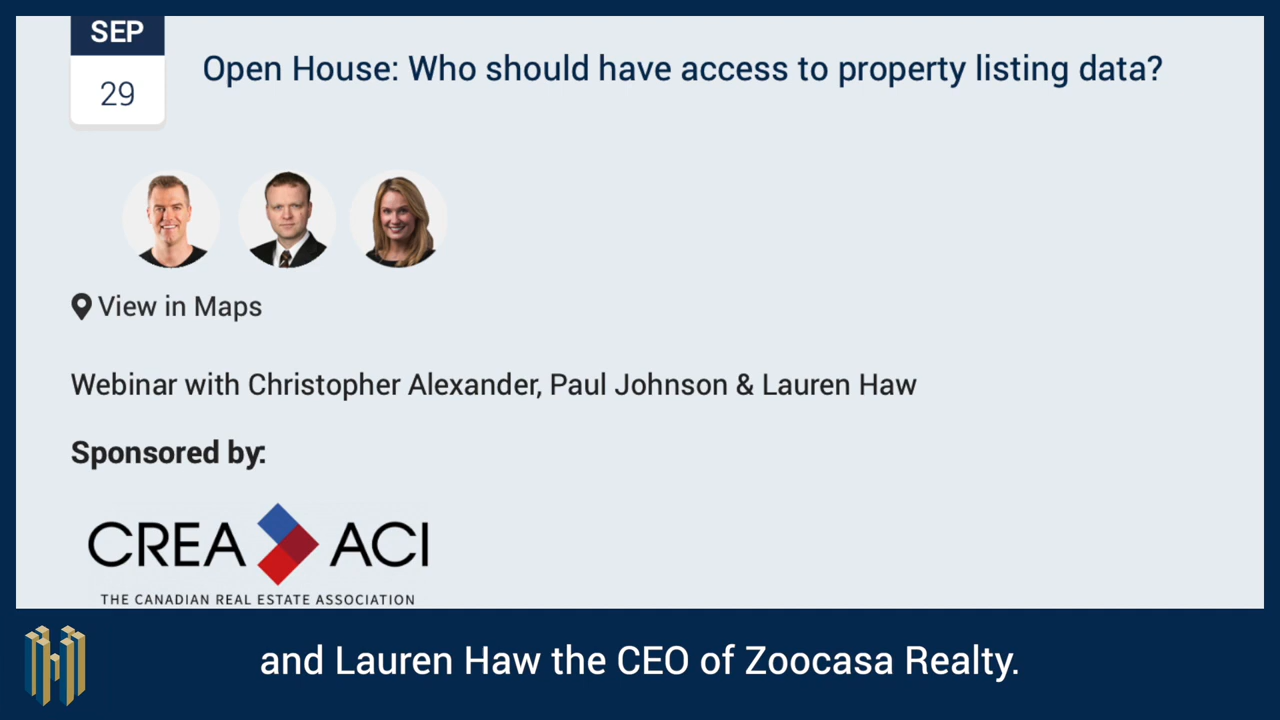 SEP
29
Open House: Who should have access to property listing data?
View in Maps
Webinar with Christopher Alexander, Paul Johnson & Lauren Haw
Sponsored by:
CREA ACI
THE CANADIAN REAL ESTATE ASSOCIATION
and Lauren Haw the CEO of Zoocasa Realty.